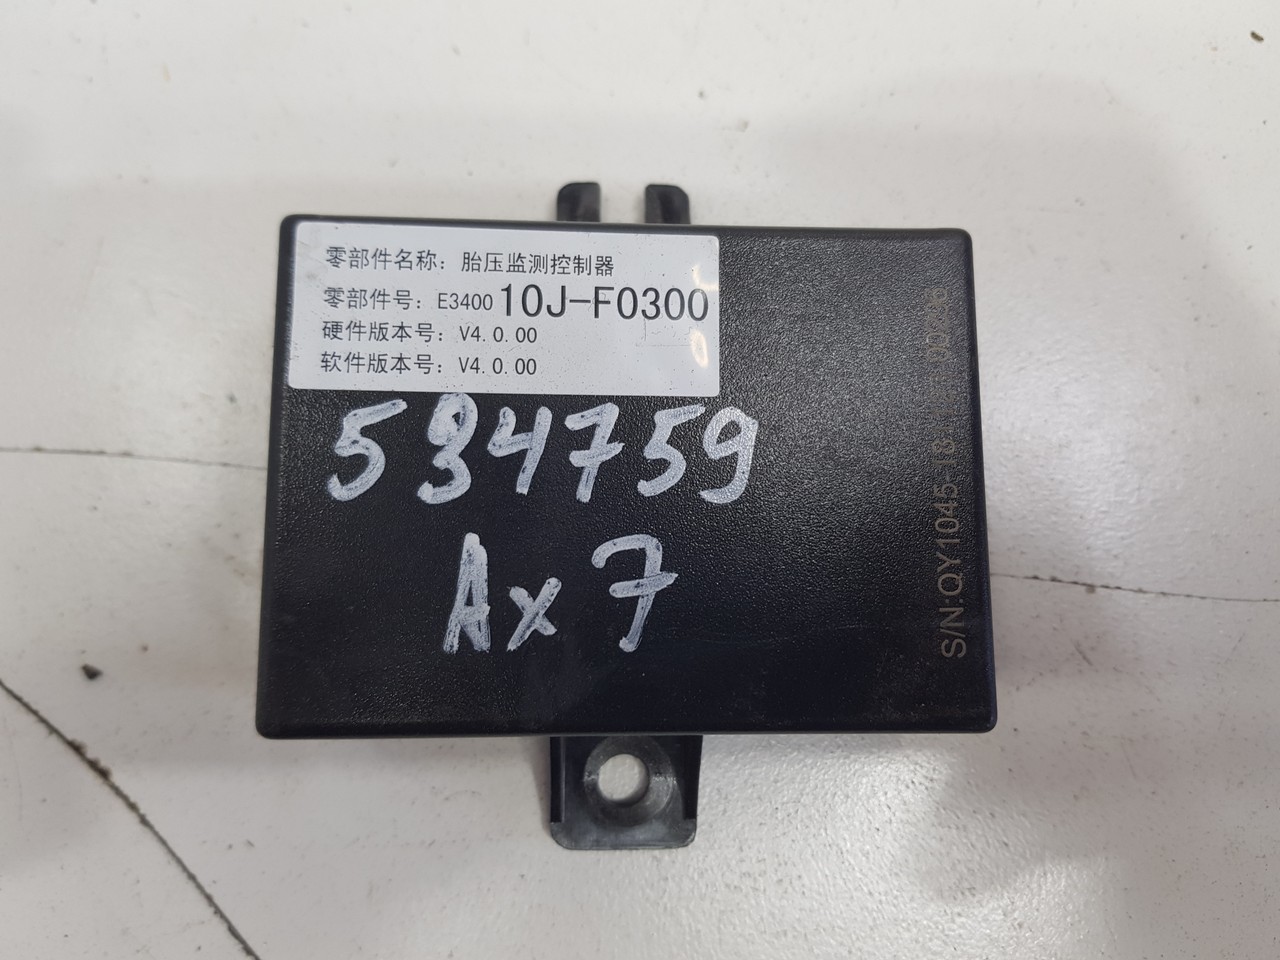 零部件名称：胎压监测控制器
零部件号：E3400 10J-F0300
硬件版本号：V4.0.00
软件版本号：V4.0.00
534759
Ax7
S/N:QY1045-